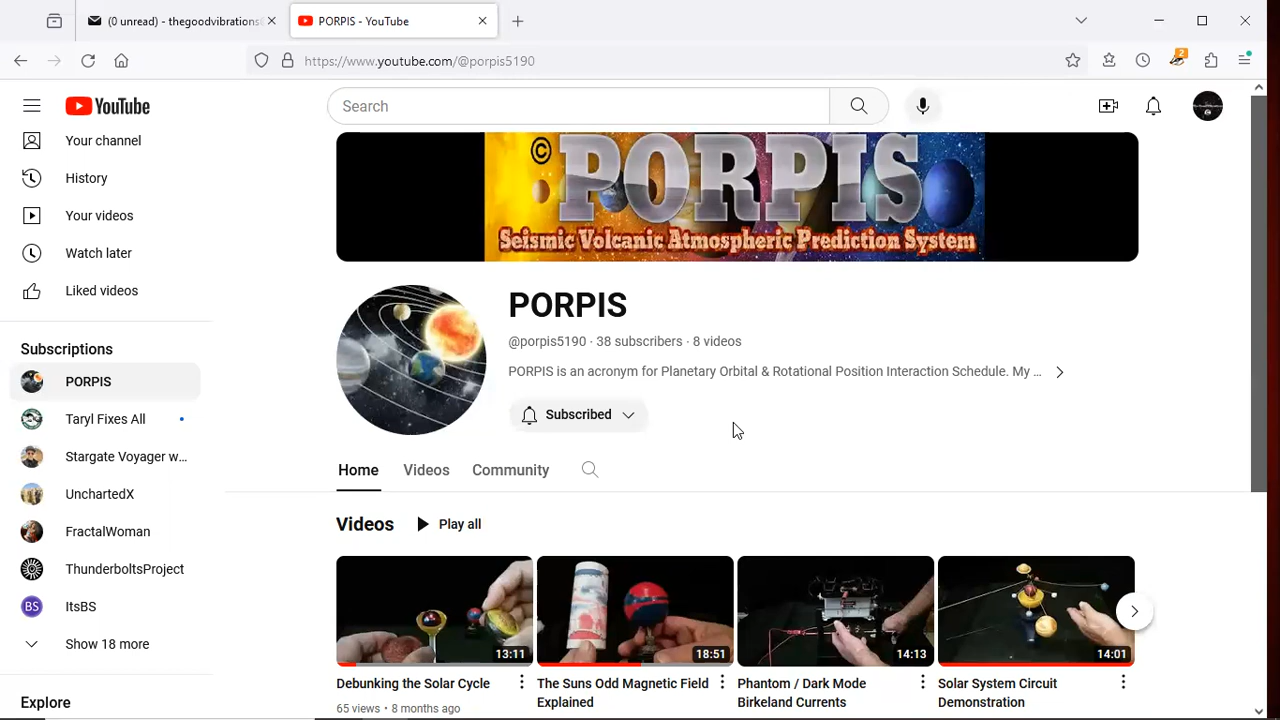 (0 unread) - thegoodvibrations
PORPIS - YouTube
https://www.youtube.com/@porpis5190
2
YouTube
Search
Your channel
History
Your videos
Watch later
Liked videos
Subscriptions
PORPIS
Taryl Fixes All
Stargate Voyager w...
UnchartedX
FractalWoman
ThunderboltsProject
BS
ItsBS
Show 18 more
Explore
© PORPIS
Seismic Volcanic Atmospheric Prediction System
PORPIS
@porpis5190 · 38 subscribers · 8 videos
PORPIS is an acronym for Planetary Orbital & Rotational Position Interaction Schedule. My ...
Subscribed
Home
Videos
Community
Videos
Play all
13:11
18:51
14:13
14:01
Debunking the Solar Cycle
65 views · 8 months ago
The Suns Odd Magnetic Field
Explained
Phantom / Dark Mode
Birkeland Currents
Solar System Circuit
Demonstration